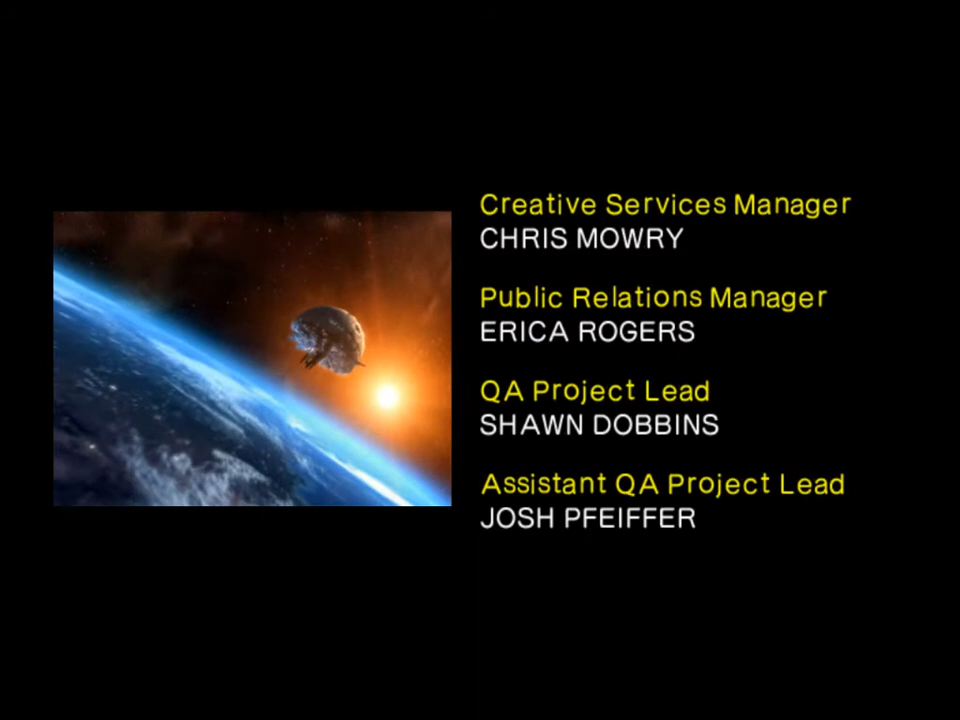 Creative Services Manager
CHRIS MOWRY
Public Relations Manager
ERICA ROGERS
QA Project Lead
SHAWN DOBBINS
Assistant QA Project Lead
JOSH PFEIFFER